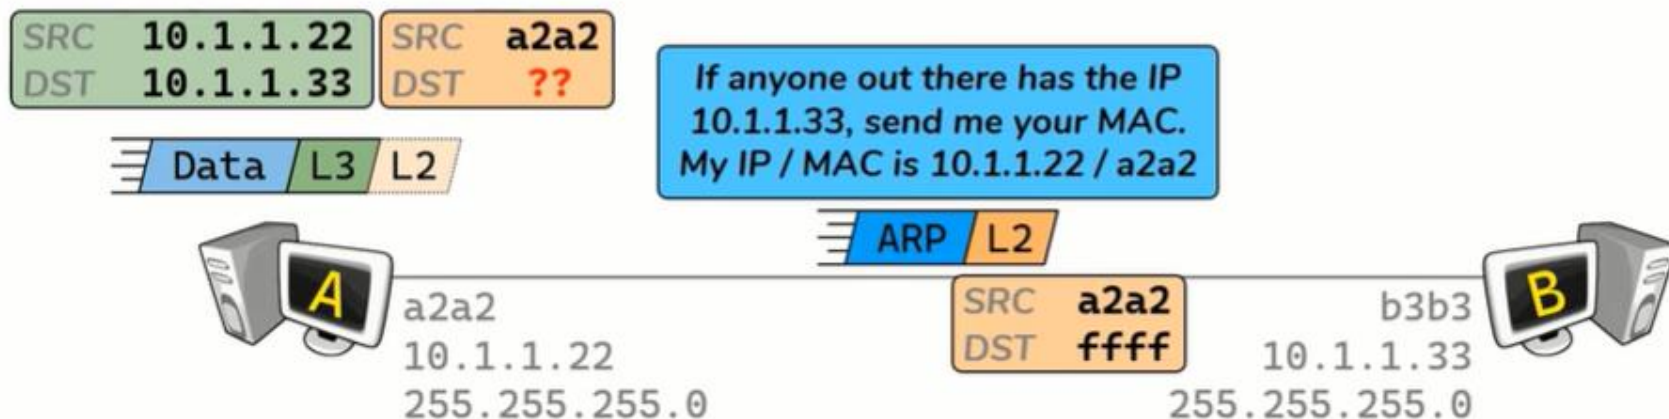 SRC 10.1.1.22
DST 10.1.1.33
SRC a2a2
DST ??
If anyone out there has the IP
10.1.1.33, send me your MAC.
My IP / MAC is 10.1.1.22 / a2a2
Data L3 L2
ARP L2
A
a2a2
10.1.1.22
255.255.255.0
SRC a2a2
DST ffff
B
b3b3
10.1.1.33
255.255.255.0